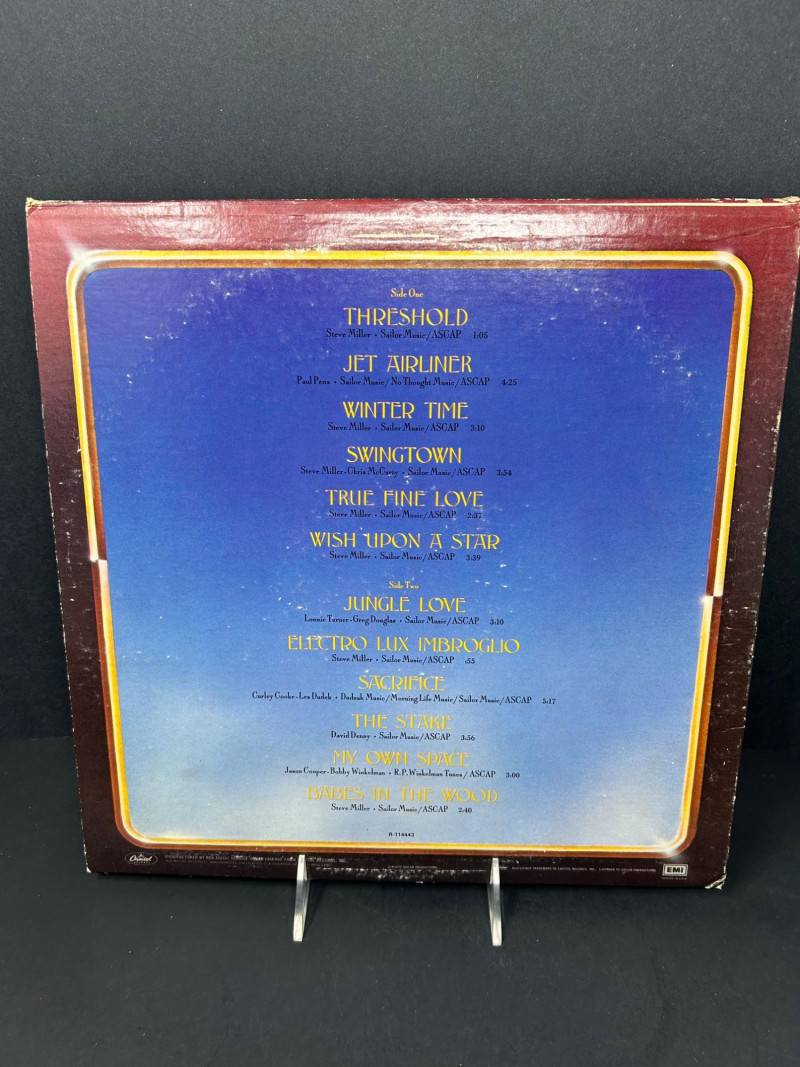 Side One
THRESHOLD
Steve Miller • Sailor Music/ASCAP 1:05
JET AIRLINER
Paul Pena • Sailor Music/No Thought Music/ASCAP 4:25
WINTER TIME
Steve Miller • Sailor Music/ASCAP 3:10
SWINGTOWN
Steve Miller-Chris McCarty • Sailor Music/ASCAP 3:54
TRUE FINE LOVE
Steve Miller • Sailor Music/ASCAP 2:37
WISH UPON A STAR
Steve Miller • Sailor Music/ASCAP 3:39
Side Two
JUNGLE LOVE
Lonnie Turner-Greg Douglas • Sailor Music/ASCAP 3:10
ELECTRO LUX IMBROGLIO
Steve Miller • Sailor Music/ASCAP :55
SACRIFICE
Curley Cooke-Les Dudek • Dudeak Music/Morning Life Music/Sailor Music/ASCAP 5:17
THE STAKE
David Denny • Sailor Music/ASCAP 3:56
MY OWN SPACE
Jason Cooper-Bobby Winkelman • R.P.Winkelman Tunes/ASCAP 3:00
BABES IN THE WOOD
Steve Miller • Sailor Music/ASCAP 2:40
R-114443
Capitol
EMI